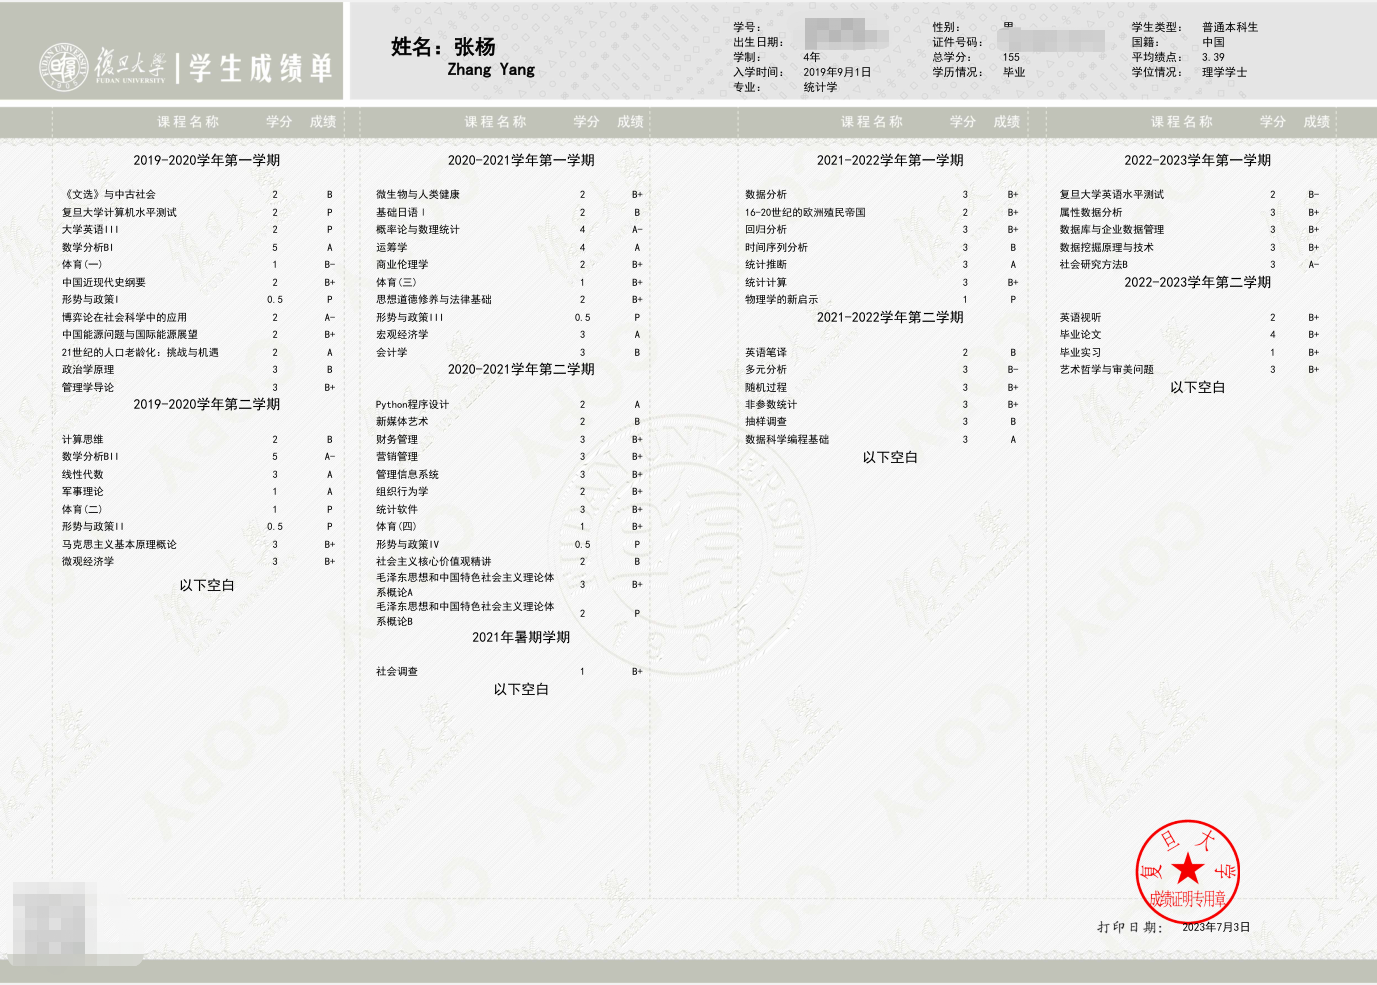 復旦大學
FUDAN UNIVERSITY
学生成绩单
姓名：张杨
Zhang Yang
学号：
出生日期：
学制： 4年
入学时间： 2019年9月1日
专业： 统计学
性别： 男
证件号码：
总学分： 155
学历情况： 毕业
学生类型： 普通本科生
国籍： 中国
平均绩点： 3.39
学位情况： 理学学士
课程名称 学分 成绩
2019-2020学年第一学期
《文选》与中古社会 2 B
复旦大学计算机水平测试 2 P
大学英语III 2 P
数学分析BI 5 A
体育(一) 1 B-
中国近现代史纲要 2 B+
形势与政策I 0.5 P
博弈论在社会科学中的应用 2 A-
中国能源问题与国际能源展望 2 B+
21世纪的人口老龄化：挑战与机遇 2 A
政治学原理 3 B
管理学导论 3 B+
2019-2020学年第二学期
计算思维 2 B
数学分析BII 5 A-
线性代数 3 A
军事理论 1 A
体育(二) 1 P
形势与政策II 0.5 P
马克思主义基本原理概论 3 B+
微观经济学 3 B+
以下空白
课程名称 学分 成绩
2020-2021学年第一学期
微生物与人类健康 2 B+
基础日语Ⅰ 2 B
概率论与数理统计 4 A-
运筹学 4 A
商业伦理学 2 B+
体育(三) 1 B+
思想道德修养与法律基础 2 B+
形势与政策III 0.5 P
宏观经济学 3 A
会计学 3 B
2020-2021学年第二学期
Python程序设计 2 A
新媒体艺术 2 B
财务管理 3 B+
营销管理 3 B+
管理信息系统 3 B+
组织行为学 2 B+
统计软件 3 B+
体育(四) 1 B+
形势与政策IV 0.5 P
社会主义核心价值观精讲 2 B
毛泽东思想和中国特色社会主义理论体
系概论A 3 B+
毛泽东思想和中国特色社会主义理论体
系概论B 2 P
2021年暑期学期
社会调查 1 B+
以下空白
课程名称 学分 成绩
2021-2022学年第一学期
数据分析 3 B+
16-20世纪的欧洲殖民帝国 2 B+
回归分析 3 B+
时间序列分析 3 B
统计推断 3 A
统计计算 3 B+
物理学的新启示 1 P
2021-2022学年第二学期
英语笔译 2 B
多元分析 3 B-
随机过程 3 B+
非参数统计 3 B+
抽样调查 3 B
数据科学编程基础 3 A
以下空白
课程名称 学分 成绩
2022-2023学年第一学期
复旦大学英语水平测试 2 B-
属性数据分析 3 B+
数据库与企业数据管理 3 B+
数据挖掘原理与技术 3 B+
社会研究方法B 3 A-
2022-2023学年第二学期
英语视听 2 B+
毕业论文 4 B+
毕业实习 1 B+
艺术哲学与审美问题 3 B+
以下空白
复旦大学
成绩证明专用章
打印日期： 2023年7月3日
COPY